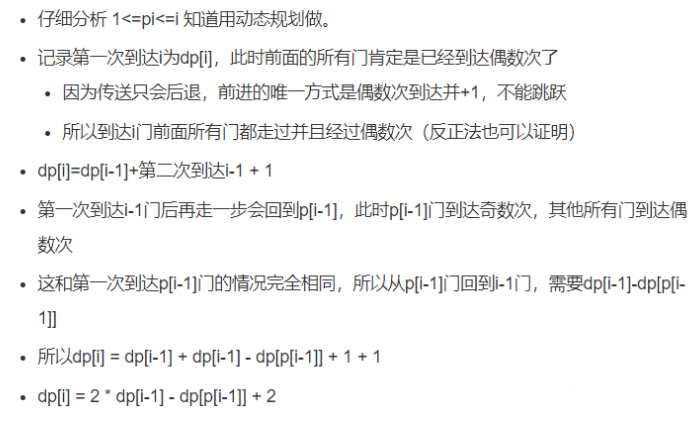 仔细分析 1<=pi<=i 知道用动态规划做。
记录第一次到达i为dp[i]，此时前面的所有门肯定是已经到达偶数次了
因为传送只会后退，前进的唯一方式是偶数次到达并+1，不能跳跃
所以到达i门前面所有门都走过并且经过偶数次（反正法也可以证明）
dp[i]=dp[i-1]+第二次到达i-1 + 1
第一次到达i-1门后再走一步会回到p[i-1]，此时p[i-1]门到达奇数次，其他所有门到达偶
数次
这和第一次到达p[i-1]门的情况完全相同，所以从p[i-1]门回到i-1门，需要dp[i-1]-dp[p[i-
1]]
所以dp[i] = dp[i-1] + dp[i-1] - dp[p[i-1]] + 1 + 1
dp[i] = 2 * dp[i-1] - dp[p[i-1]] + 2